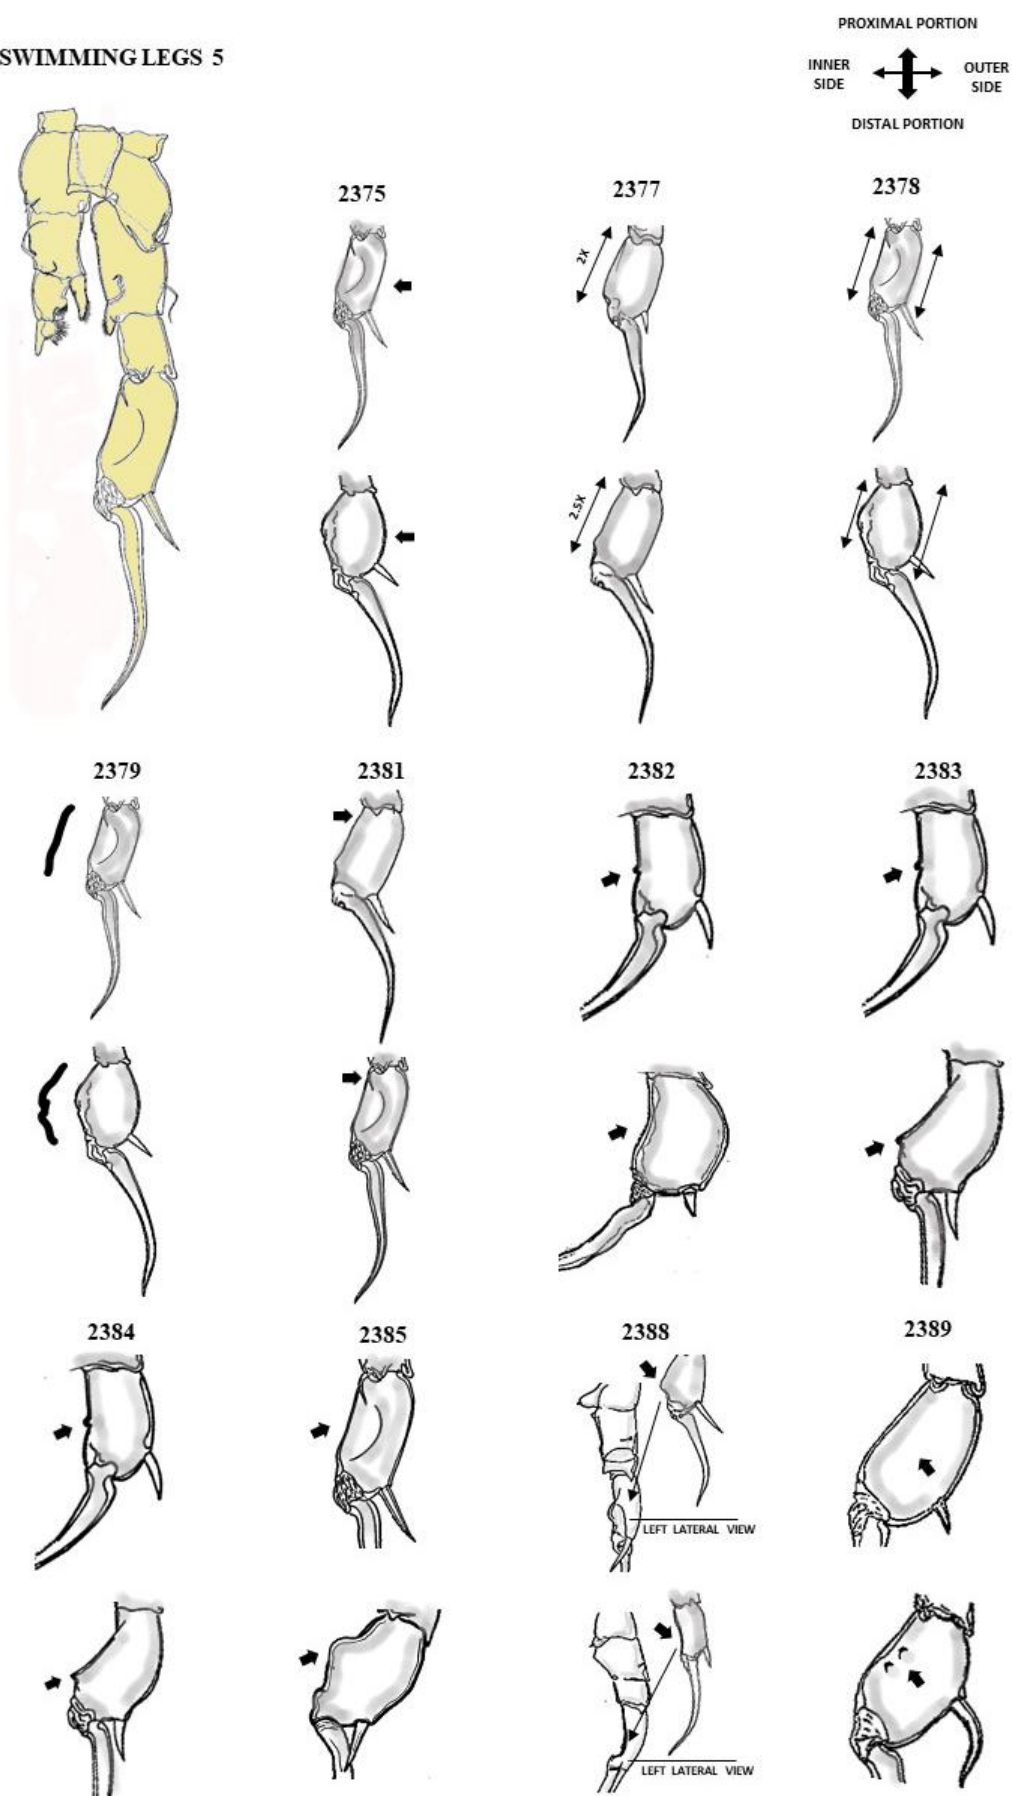 PROXIMAL PORTION
SWIMMING LEGS 5
INNER
SIDE
OUTER
SIDE
DISTAL PORTION
2375
2377
2378
2X
2.5X
2379
2381
2382
2383
2384
2385
2388
2389
LEFT LATERAL VIEW
LEFT LATERAL VIEW